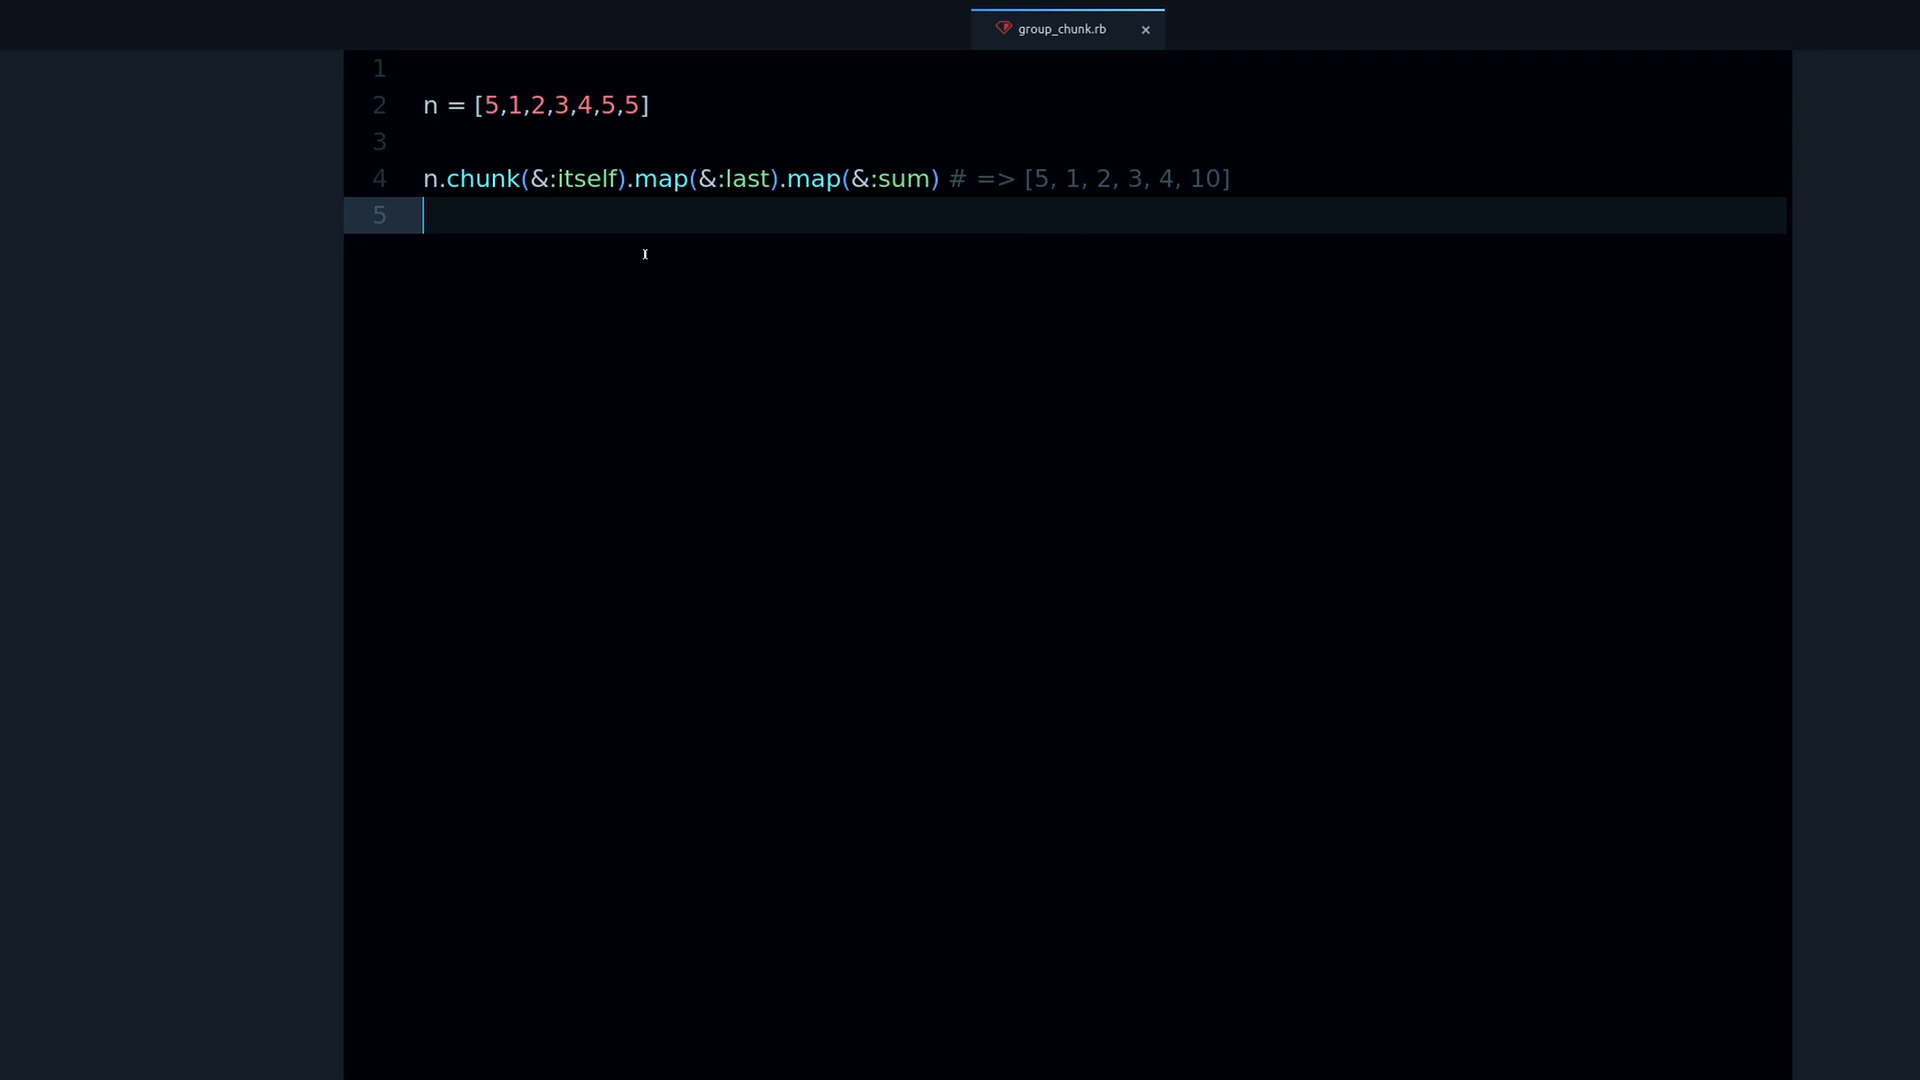 group_chunk.rb ×
1
2 n = [5,1,2,3,4,5,5]
3
4 n.chunk(&:itself).map(&:last).map(&:sum) # => [5, 1, 2, 3, 4, 10]
5